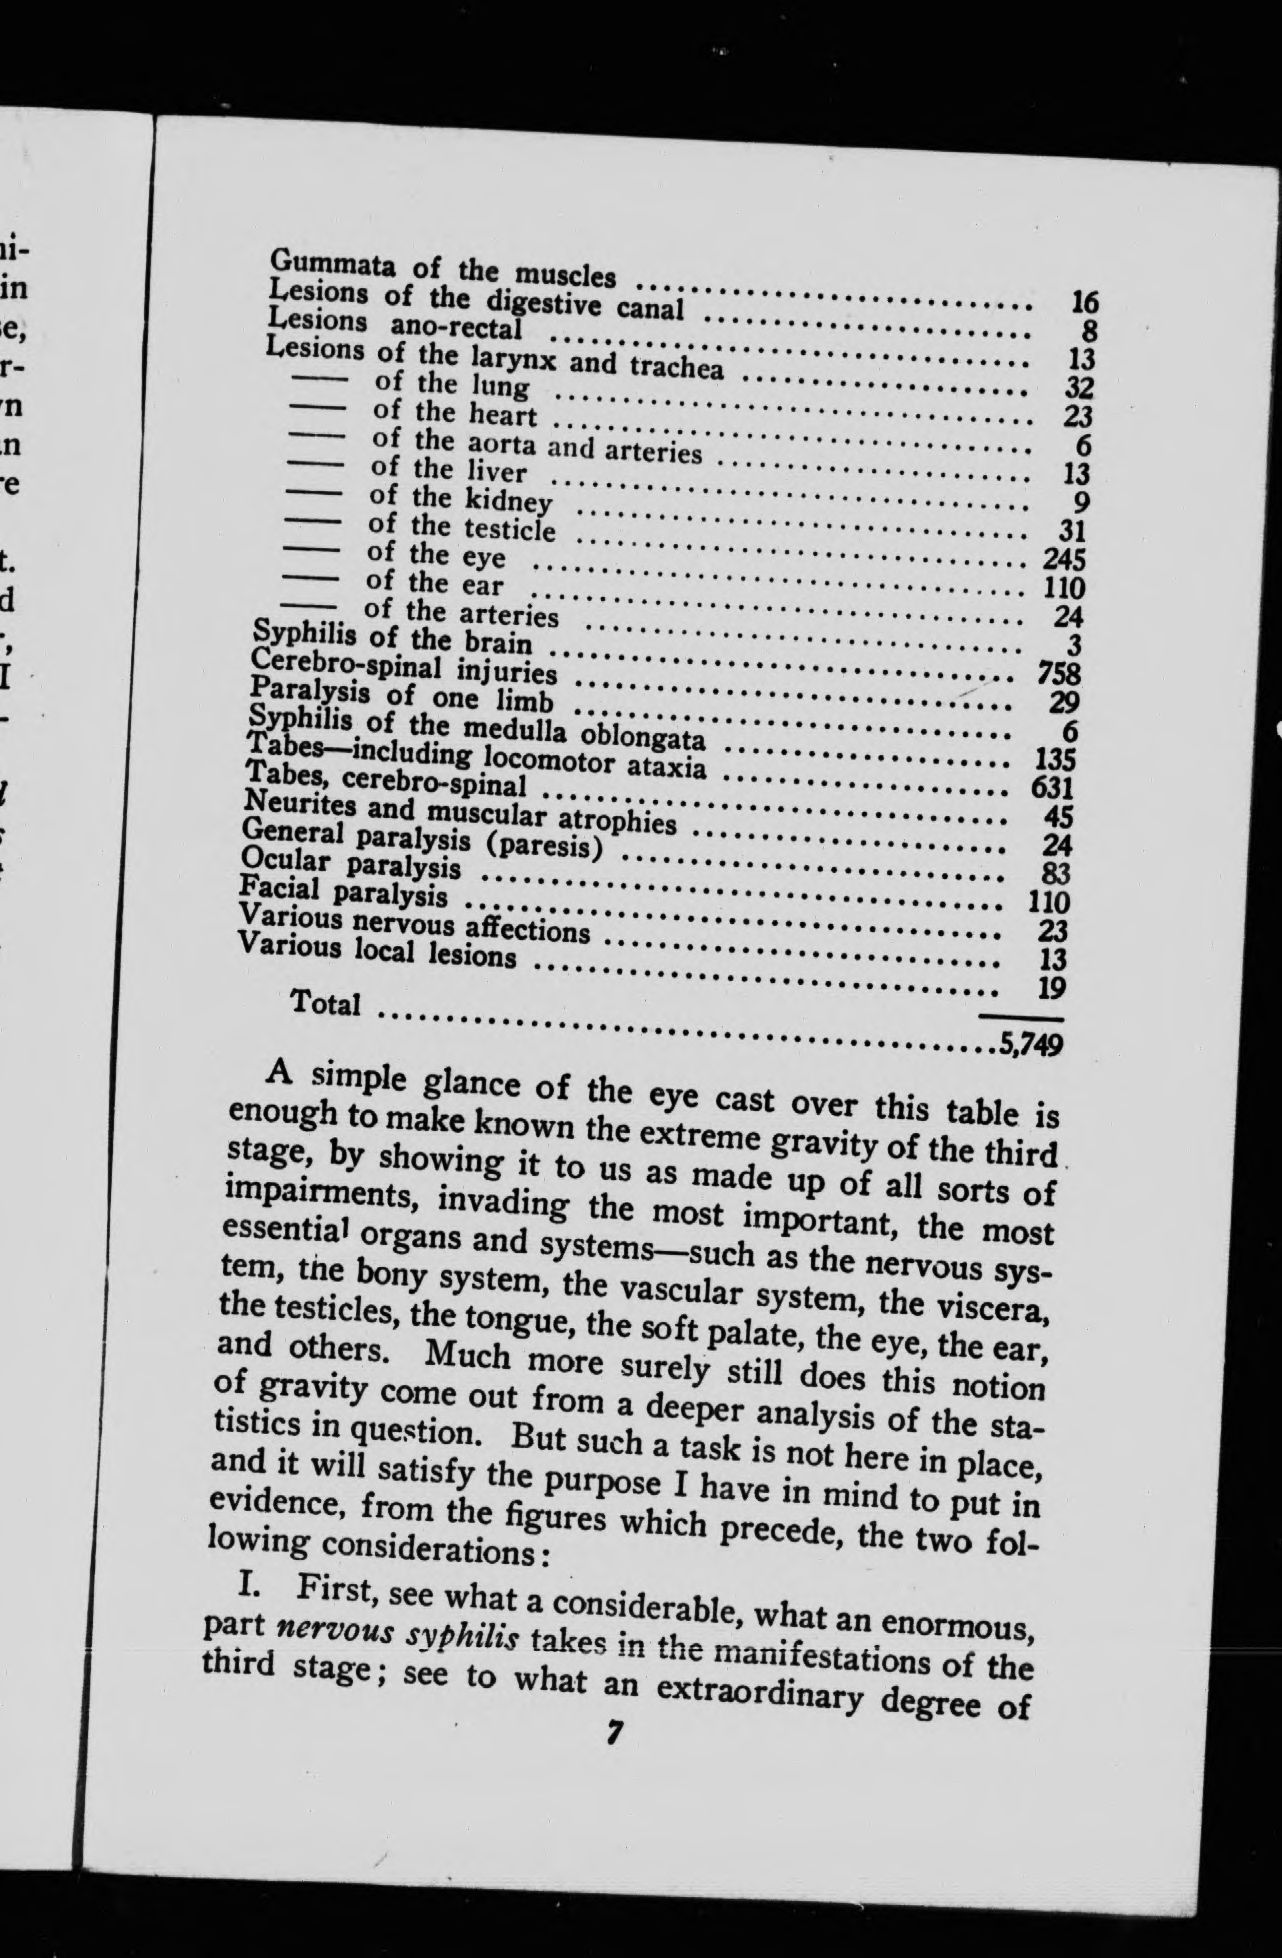 ni-
in
se,
r-
n
re
t.
d
r,
I
-
l
s
Gummata of the muscles .............................. 16
Lesions of the digestive canal ........................ 8
Lesions ano-rectal ................................... 13
Lesions of the larynx and trachea ..................... 32
—— of the lung ................................... 23
—— of the heart ................................... 6
—— of the aorta and arteries ........................ 13
—— of the liver ................................... 9
—— of the kidney ................................. 31
—— of the testicle ................................. 245
—— of the eye .................................... 110
—— of the ear .................................... 24
—— of the arteries ................................ 3
Syphilis of the brain ................................. 758
Cerebro-spinal injuries ................................ 29
Paralysis of one limb ................................ 6
Syphilis of the medulla oblongata ...................... 135
Tabes—including locomotor ataxia ...................... 631
Tabes, cerebro-spinal .................................. 45
Neurites and muscular atrophies ........................ 24
General paralysis (paresis) ............................. 83
Ocular paralysis ....................................... 110
Facial paralysis ....................................... 23
Various nervous affections .............................. 13
Various local lesions ................................... 19
Total ..............................................5,749
A simple glance of the eye cast over this table is
enough to make known the extreme gravity of the third
stage, by showing it to us as made up of all sorts of
impairments, invading the most important, the most
essential organs and systems—such as the nervous sys-
tem, the bony system, the vascular system, the viscera,
the testicles, the tongue, the soft palate, the eye, the ear,
and others. Much more surely still does this notion
of gravity come out from a deeper analysis of the sta-
tistics in question. But such a task is not here in place,
and it will satisfy the purpose I have in mind to put in
evidence, from the figures which precede, the two fol-
lowing considerations:
I. First, see what a considerable, what an enormous,
part nervous syphilis takes in the manifestations of the
third stage; see to what an extraordinary degree of
7